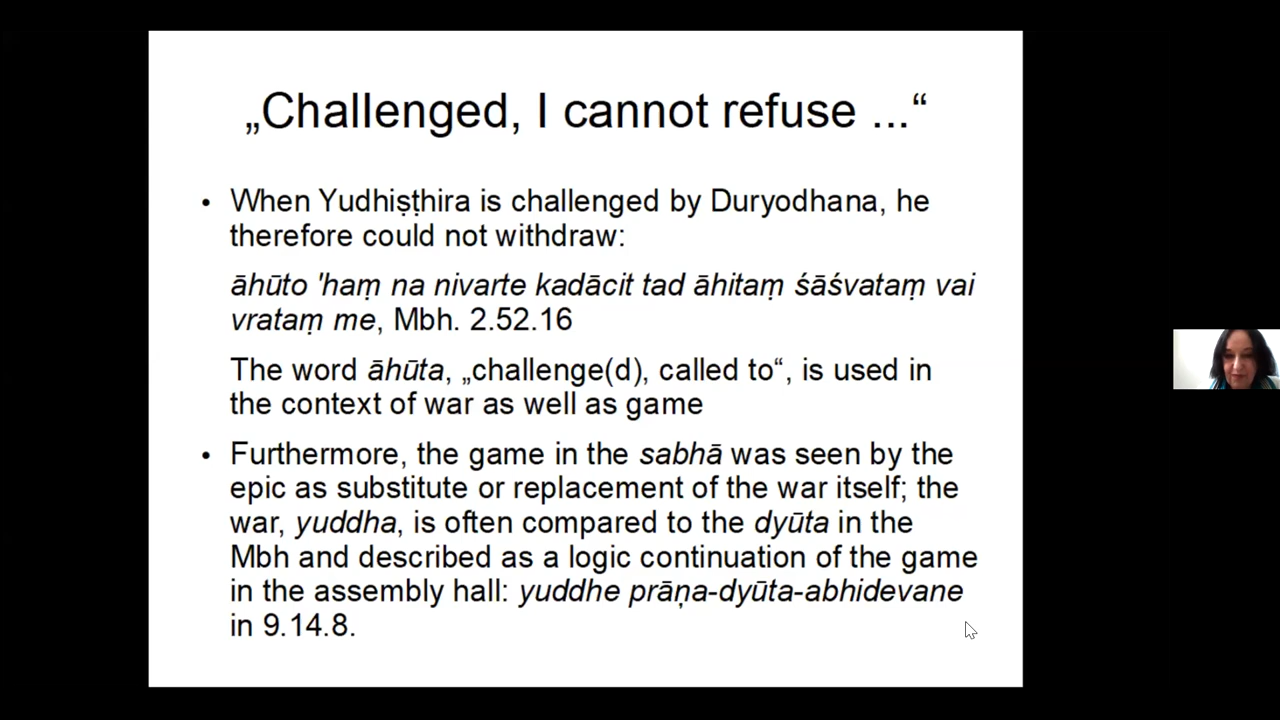 „Challenged, I cannot refuse ...“
• When Yudhiṣṭhira is challenged by Duryodhana, he
therefore could not withdraw:
āhūto 'haṃ na nivarte kadācit tad āhitaṃ śāśvataṃ vai
vrataṃ me, Mbh. 2.52.16
The word āhūta, „challenge(d), called to“, is used in
the context of war as well as game
• Furthermore, the game in the sabhā was seen by the
epic as substitute or replacement of the war itself; the
war, yuddha, is often compared to the dyūta in the
Mbh and described as a logic continuation of the game
in the assembly hall: yuddhe prāṇa-dyūta-abhidevane
in 9.14.8.